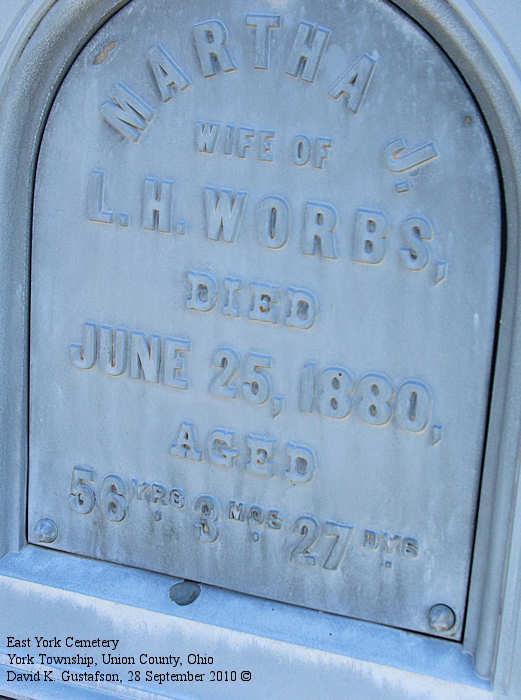 MARTHA J.
WIFE OF
L. H. WORBS,
DIED
JUNE 25, 1880,
AGED
56 YRS. 3 MOS. 27 DYS.
East York Cemetery
York Township, Union County, Ohio
David K. Gustafson, 28 September 2010 ©